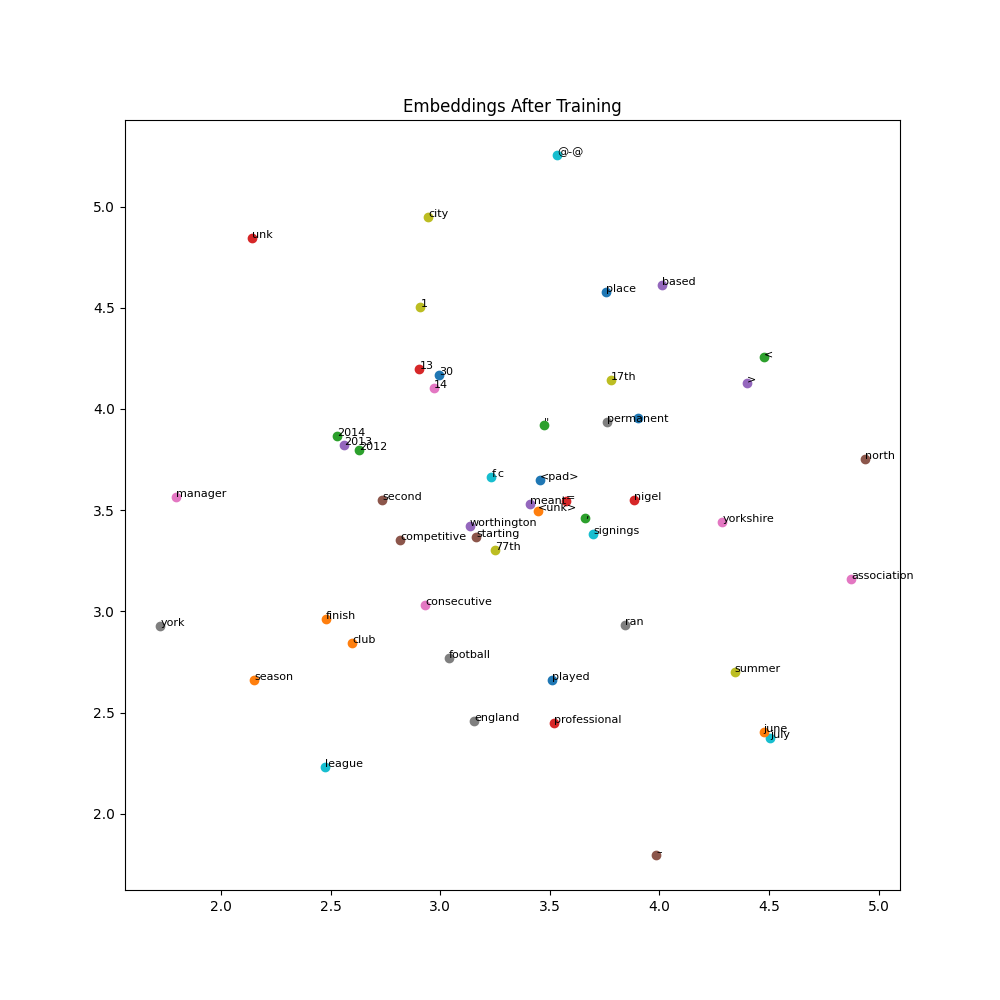 Embeddings After Training
@-@
city
unk
based
place
1
<
13
30
17th
>
14
permanent
"
2014
2013
2012
north
f.c
<pad>
manager
second
meant
=
nigel
<unk>
worthington
signings
yorkshire
starting
competitive
77th
association
consecutive
finish
york
ran
club
football
season
played
summer
england
professional
june
july
league
–
5.0
4.5
4.0
3.5
3.0
2.5
2.0
2.0 2.5 3.0 3.5 4.0 4.5 5.0